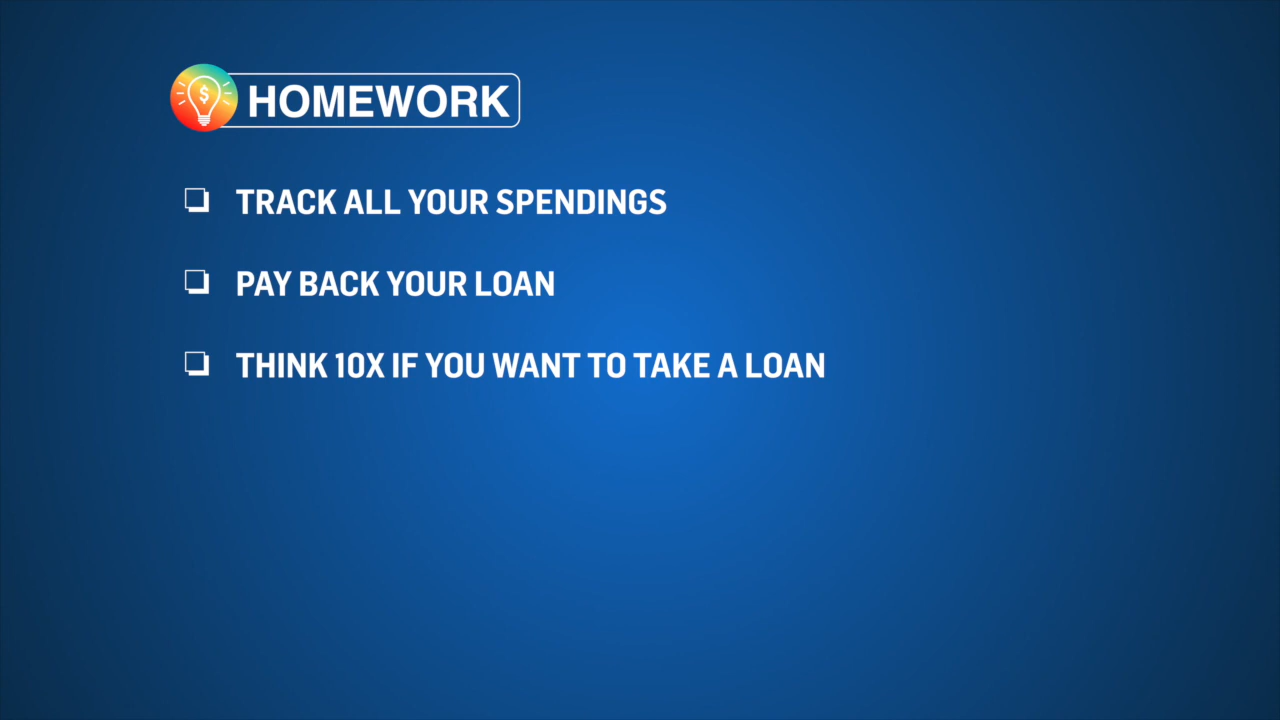 HOMEWORK
TRACK ALL YOUR SPENDINGS
PAY BACK YOUR LOAN
THINK 10X IF YOU WANT TO TAKE A LOAN